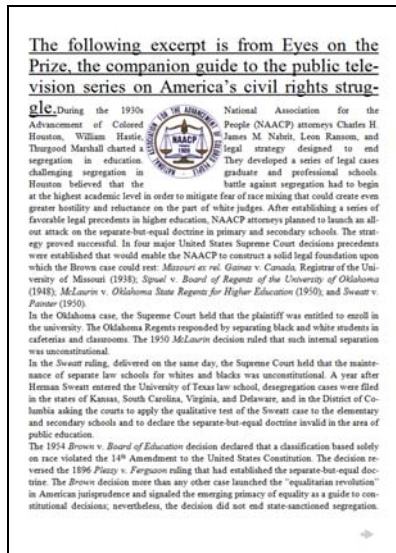 The following excerpt is from Eyes on the
Prize, the companion guide to the public tele-
vision series on America's civil rights strug-
gle. During the 1930s National Association for the
Advancement of Colored People (NAACP) attorneys Charles H.
Houston, William Hastie, James M. Nabrit, Leon Ransom, and
Thurgood Marshall charted a legal strategy designed to end
segregation in education. They developed a series of legal cases
challenging segregation in graduate and professional schools.
Houston believed that the battle against segregation had to begin
at the highest academic level in order to mitigate fear of race mixing that could create even
greater hostility and reluctance on the part of white judges. After establishing a series of
favorable legal precedents in higher education, NAACP attorneys planned to launch an all-
out attack on the separate-but-equal doctrine in primary and secondary schools. The strat-
egy proved successful. In four major United States Supreme Court decisions precedents
were established that would enable the NAACP to construct a solid legal foundation upon
which the Brown case could rest: Missouri ex rel. Gaines v. Canada, Registrar of the Uni-
versity of Missouri (1938); Sipuel v. Board of Regents of the University of Oklahoma
(1948); McLaurin v. Oklahoma State Regents for Higher Education (1950); and Sweatt v.
Painter (1950).
In the Oklahoma case, the Supreme Court held that the plaintiff was entitled to enroll in
the university. The Oklahoma Regents responded by separating black and white students in
cafeterias and classrooms. The 1950 McLaurin decision ruled that such internal separation
was unconstitutional.
In the Sweatt ruling, delivered on the same day, the Supreme Court held that the mainte-
nance of separate law schools for whites and blacks was unconstitutional. A year after
Herman Sweatt entered the University of Texas law school, desegregation cases were filed
in the states of Kansas, South Carolina, Virginia, and Delaware, and in the District of Co-
lumbia asking the courts to apply the qualitative test of the Sweatt case to the elementary
and secondary schools and to declare the separate-but-equal doctrine invalid in the area of
public education.
The 1954 Brown v. Board of Education decision declared that a classification based solely
on race violated the 14th Amendment to the United States Constitution. The decision re-
versed the 1896 Plessy v. Ferguson ruling that had established the separate-but-equal doc-
trine. The Brown decision more than any other case launched the "equalitarian revolution"
in American jurisprudence and signaled the emerging primacy of equality as a guide to con-
stitutional decisions; nevertheless, the decision did not end state-sanctioned segregation.
NATIONAL ASSOCIATION FOR THE ADVANCEMENT OF COLORED PEOPLE
NAACP
FOUNDED
1909